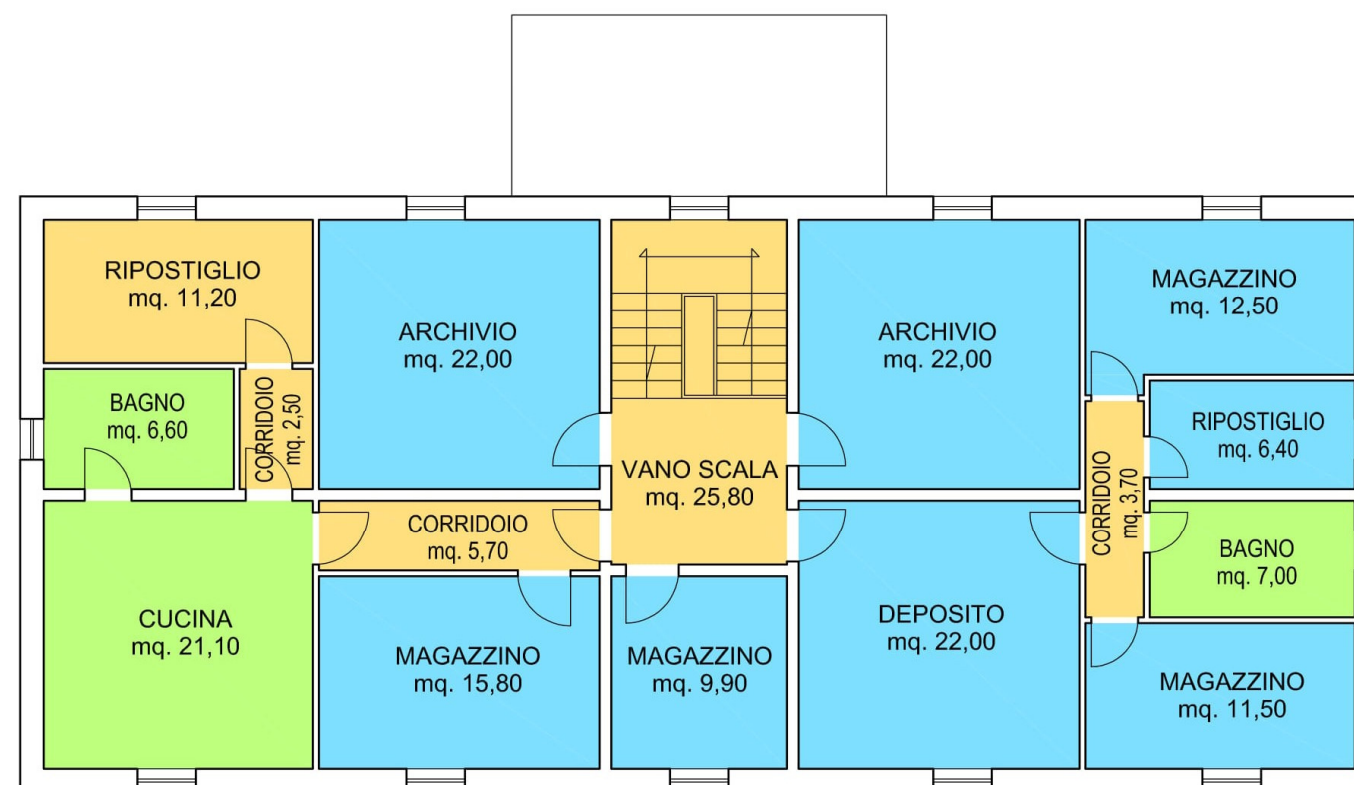 RIPOSTIGLIO
mq. 11,20
ARCHIVIO
mq. 22,00
ARCHIVIO
mq. 22,00
MAGAZZINO
mq. 12,50
BAGNO
mq. 6,60
CORRIDOIO
mq. 2,50
VANO SCALA
mq. 25,80
RIPOSTIGLIO
mq. 6,40
CORRIDOIO
mq. 5,70
CORRIDOIO
mq. 3,70
BAGNO
mq. 7,00
CUCINA
mq. 21,10
MAGAZZINO
mq. 15,80
MAGAZZINO
mq. 9,90
DEPOSITO
mq. 22,00
MAGAZZINO
mq. 11,50